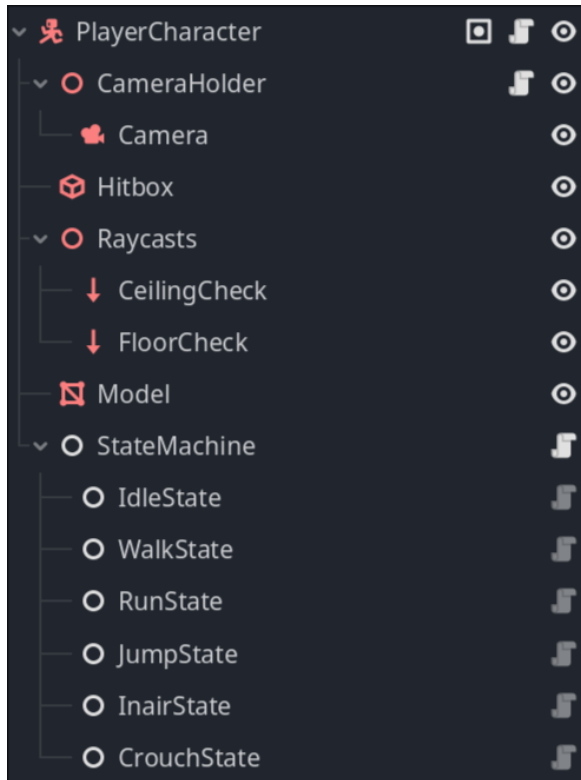 PlayerCharacter
CameraHolder
Camera
Hitbox
Raycasts
CeilingCheck
FloorCheck
Model
StateMachine
IdleState
WalkState
RunState
JumpState
InairState
CrouchState